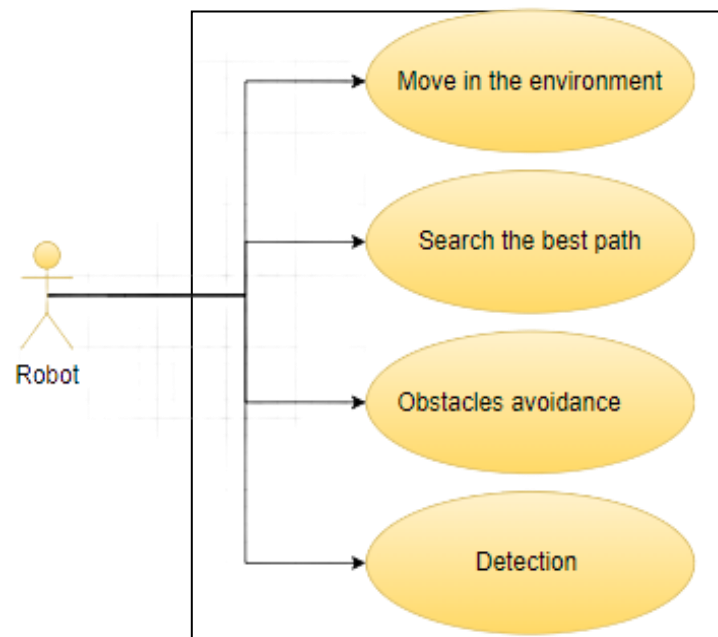 Move in the environment
Search the best path
Robot
Obstacles avoidance
Detection